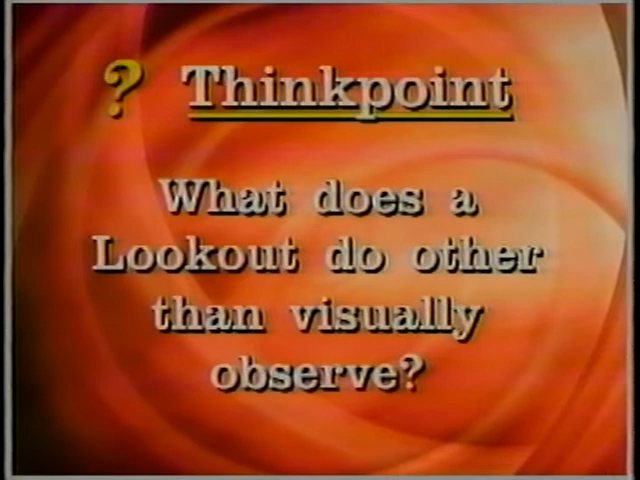 ? Thinkpoint
What does a
Lookout do other
than visually
observe?